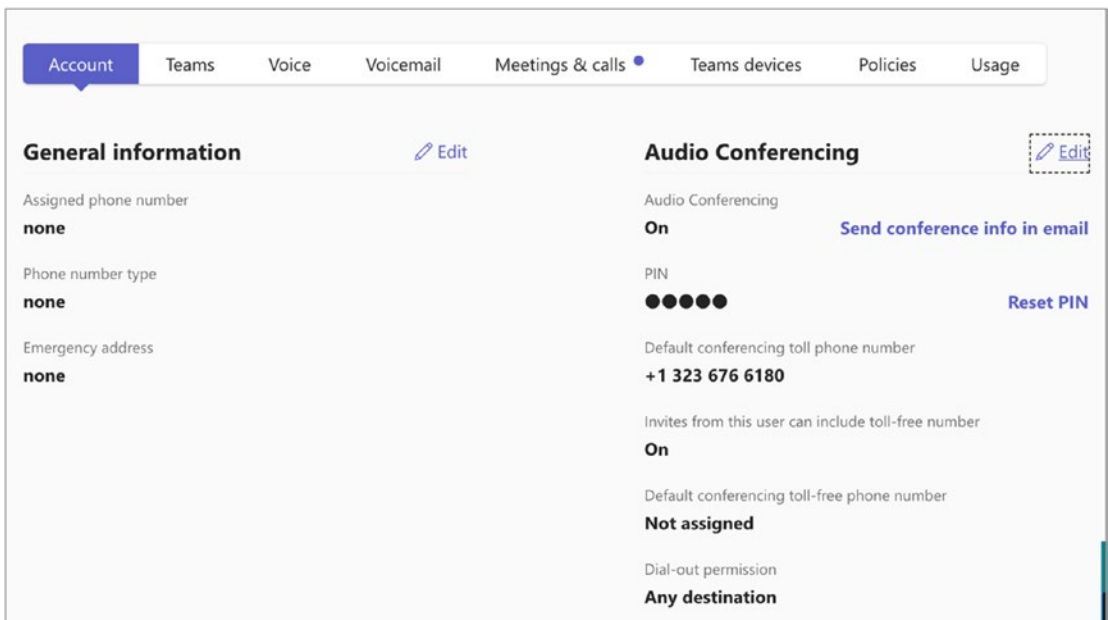 Account Teams Voice Voicemail Meetings & calls Teams devices Policies Usage
General information Edit
Assigned phone number
none
Phone number type
none
Emergency address
none
Audio Conferencing Edit
Audio Conferencing
On Send conference info in email
PIN
●●●●● Reset PIN
Default conferencing toll phone number
+1 323 676 6180
Invites from this user can include toll-free number
On
Default conferencing toll-free phone number
Not assigned
Dial-out permission
Any destination